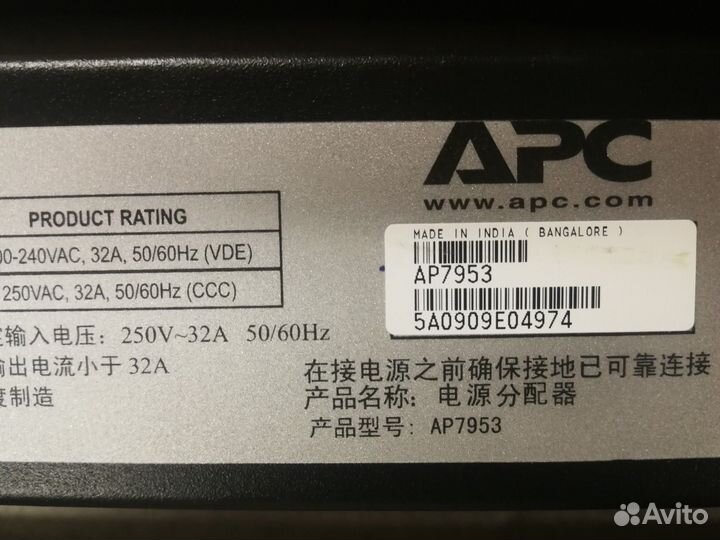 APC
www.apc.com
PRODUCT RATING
00-240VAC, 32A, 50/60Hz (VDE)
250VAC, 32A, 50/60Hz (CCC)
MADE IN INDIA ( BANGALORE )
AP7953
5A0909E04974
输入电压: 250V~32A 50/60Hz
输出电流小于 32A
度制造
在接电源之前确保接地已可靠连接
产品名称: 电源分配器
产品型号: AP7953
Avito